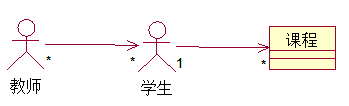 课程
* * 1 *
教师 学生